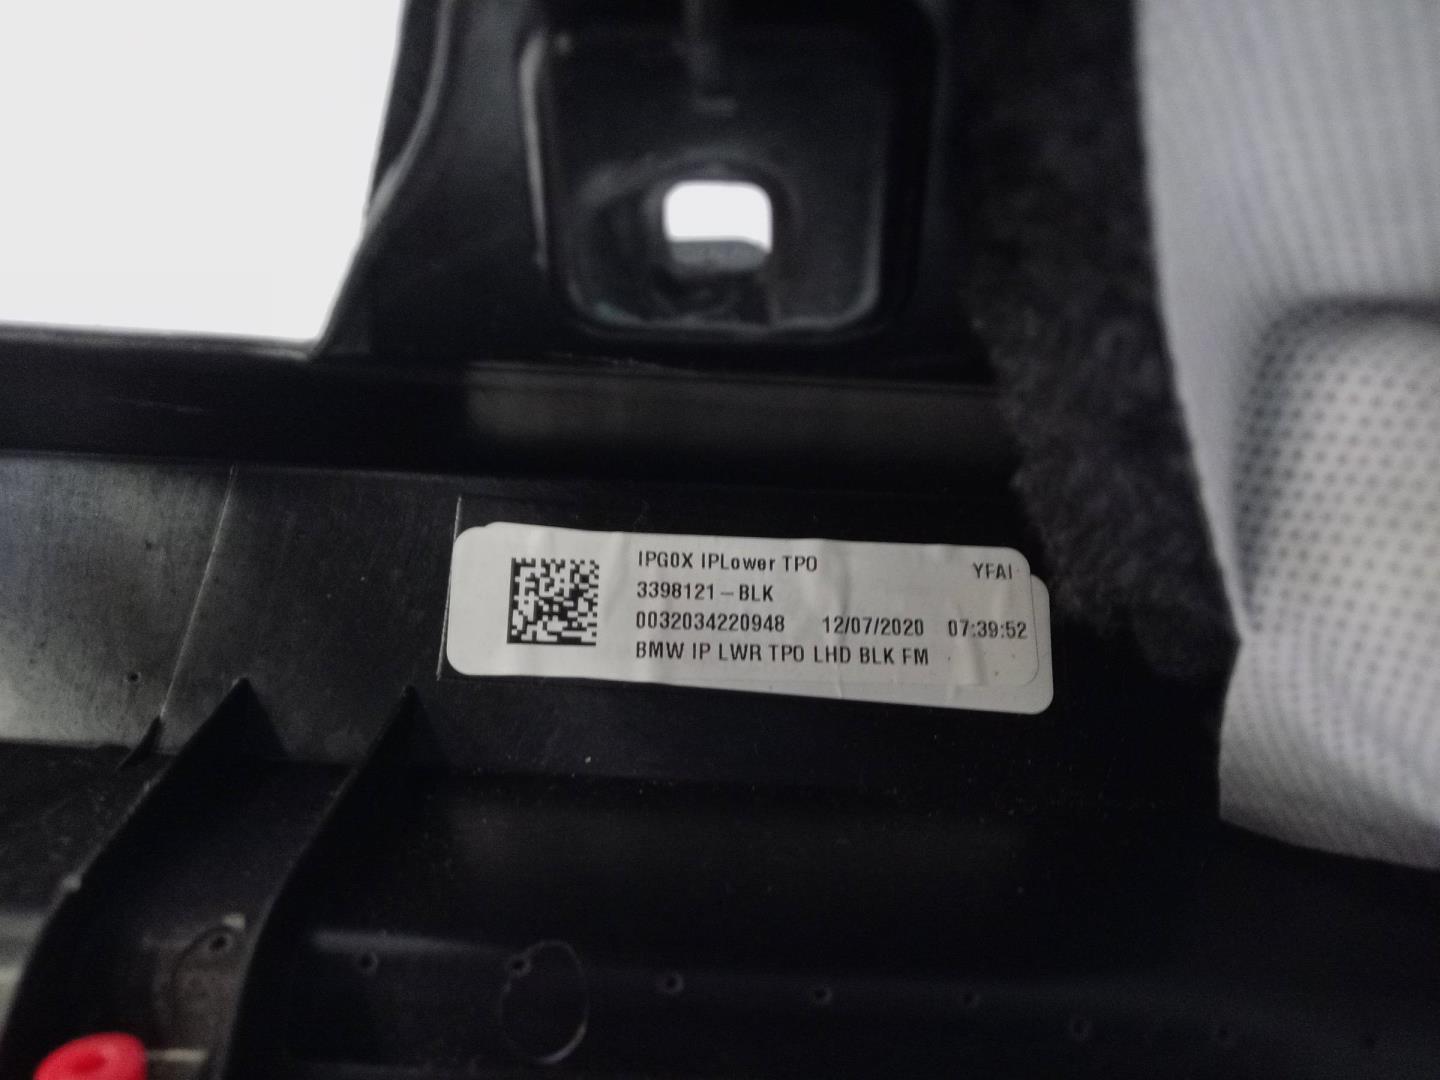 IPG0X IPLower TPO YFAI
3398121-BLK
0032034220948 12/07/2020 07:39:52
BMW IP LWR TPO LHD BLK FM